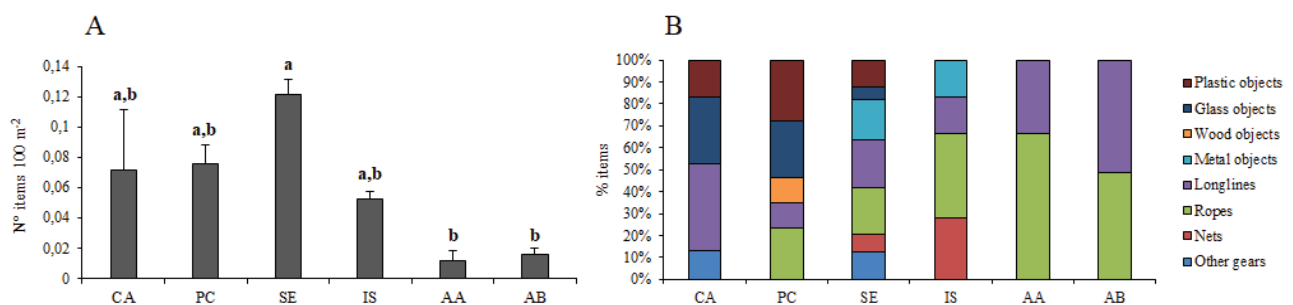 A
N° items 100 m-2
0,14
0,12
0,1
0,08
0,06
0,04
0,02
0
a,b
a,b
a
a,b
b
b
CA PC SE IS AA AB
B
% items
100%
90%
80%
70%
60%
50%
40%
30%
20%
10%
0%
CA PC SE IS AA AB
Plastic objects
Glass objects
Wood objects
Metal objects
Longlines
Ropes
Nets
Other gears